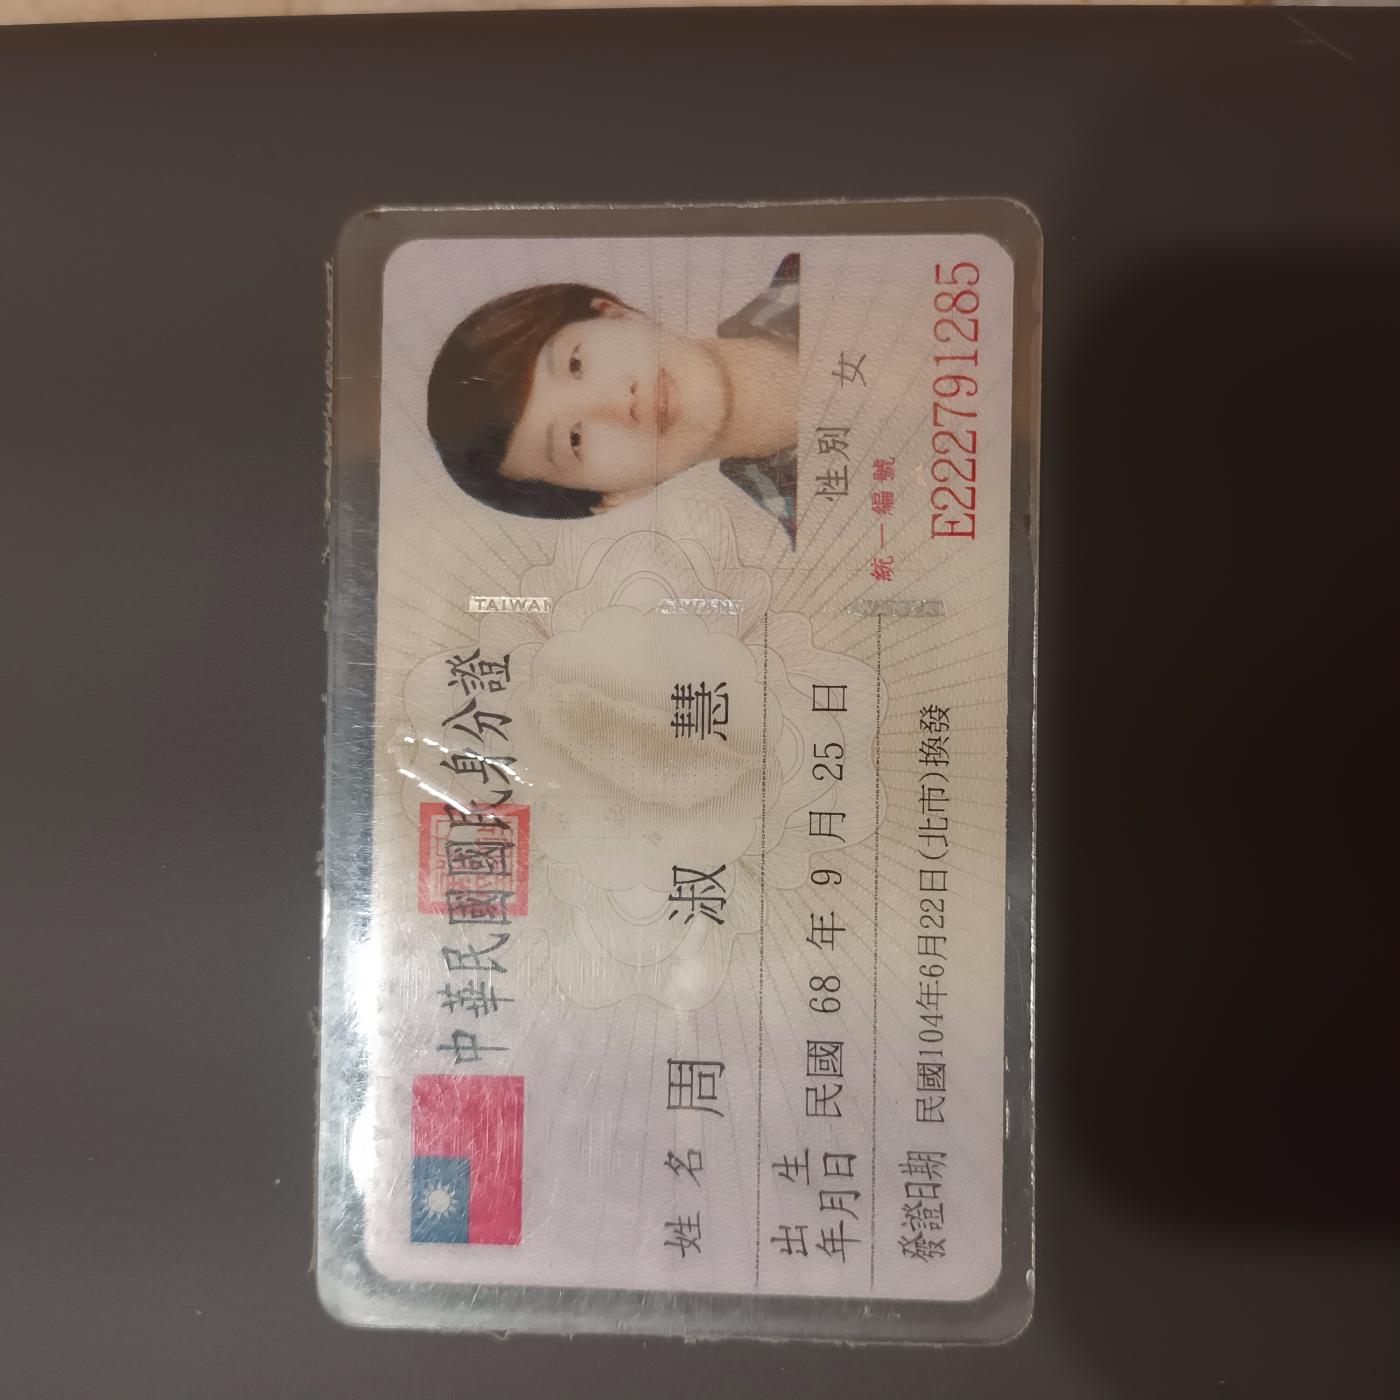 中華民國國民身分證
姓名 周淑慧
出生年月日 民國 68 年 9 月 25 日
發證日期 民國104年6月22日(北市)換發
性別 女
統一編號
E222791285
TAIWAN